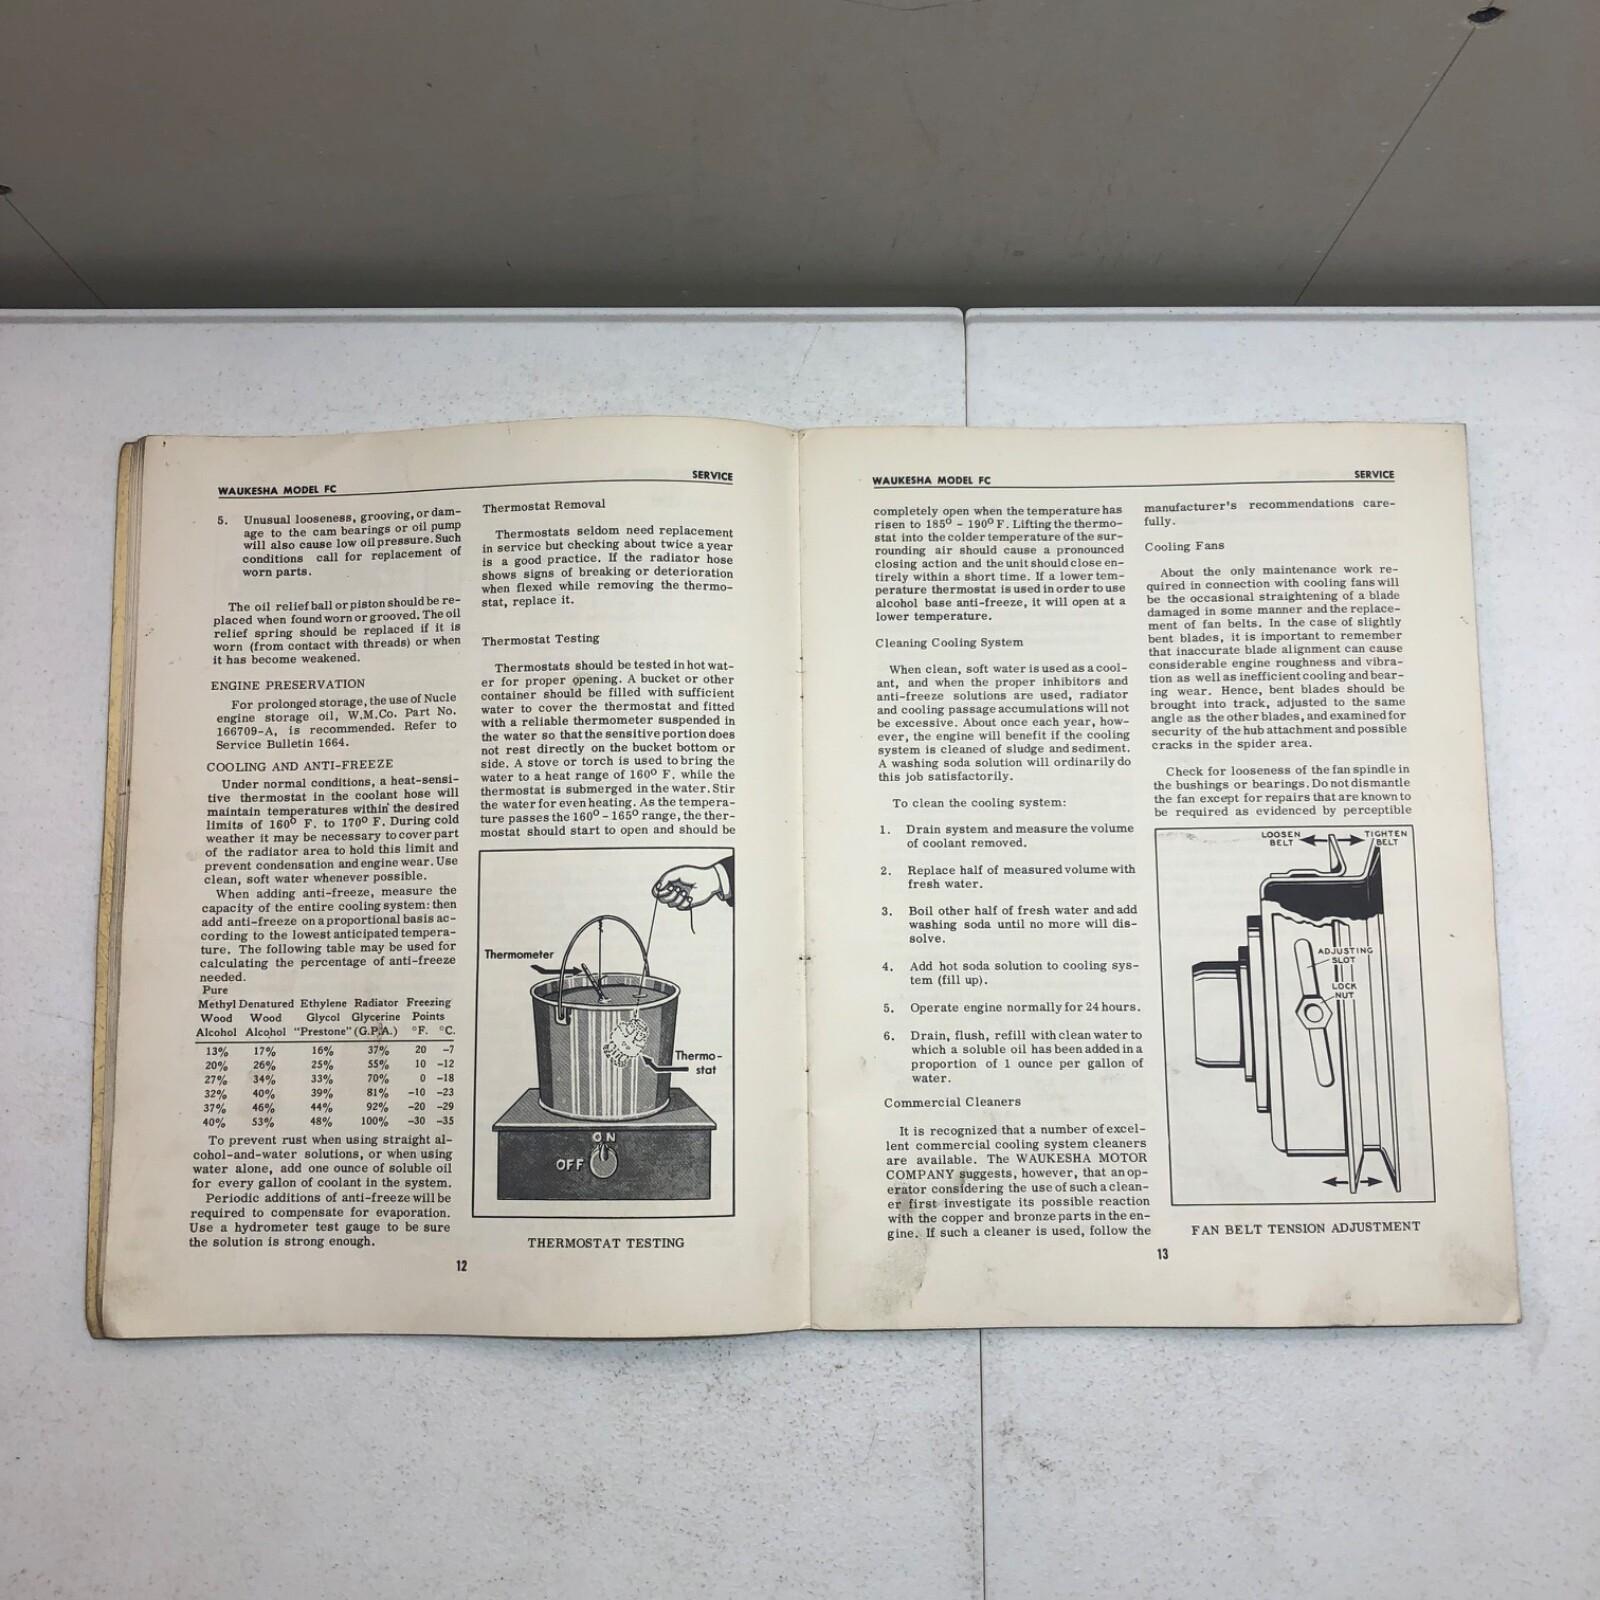 WAUKESHA MODEL FC
SERVICE
5. Unusual looseness, grooving, or dam-
age to the cam bearings or oil pump
will also cause low oil pressure. Such
conditions call for replacement of
worn parts.
The oil relief ball or piston should be re-
placed when found worn or grooved. The oil
relief spring should be replaced if it is
worn (from contact with threads) or when
it has become weakened.
ENGINE PRESERVATION
For prolonged storage, the use of Nucle
engine storage oil, W.M.Co. Part No.
166709-A, is recommended. Refer to
Service Bulletin 1664.
COOLING AND ANTI-FREEZE
Under normal conditions, a heat-sensi-
tive thermostat in the coolant hose will
maintain temperatures within the desired
limits of 160° F. to 170° F. During cold
weather it may be necessary to cover part
of the radiator area to hold this limit and
prevent condensation and engine wear. Use
clean, soft water whenever possible.
When adding anti-freeze, measure the
capacity of the entire cooling system: then
add anti-freeze on a proportional basis ac-
cording to the lowest anticipated tempera-
ture. The following table may be used for
calculating the percentage of anti-freeze
needed.
Pure
Methyl Denatured Ethylene Radiator Freezing
Wood Wood Glycol Glycerine Points
Alcohol Alcohol "Prestone" (G.P.A.) °F. °C.
13% 17% 16% 37% 20 -7
20% 26% 25% 55% 10 -12
27% 34% 33% 70% 0 -18
32% 40% 39% 81% -10 -23
37% 46% 44% 92% -20 -29
40% 53% 48% 100% -30 -35
To prevent rust when using straight al-
cohol-and-water solutions, or when using
water alone, add one ounce of soluble oil
for every gallon of coolant in the system.
Periodic additions of anti-freeze will be
required to compensate for evaporation.
Use a hydrometer test gauge to be sure
the solution is strong enough.
Thermostat Removal
Thermostats seldom need replacement
in service but checking about twice a year
is a good practice. If the radiator hose
shows signs of breaking or deterioration
when flexed while removing the thermo-
stat, replace it.
Thermostat Testing
Thermostats should be tested in hot wat-
er for proper opening. A bucket or other
container should be filled with sufficient
water to cover the thermostat and fitted
with a reliable thermometer suspended in
the water so that the sensitive portion does
not rest directly on the bucket bottom or
side. A stove or torch is used to bring the
water to a heat range of 160° F. while the
thermostat is submerged in the water. Stir
the water for even heating. As the tempera-
ture passes the 160° - 165° range, the ther-
mostat should start to open and should be
Thermometer
Thermo-
stat
ON
OFF
THERMOSTAT TESTING
12
WAUKESHA MODEL FC
SERVICE
completely open when the temperature has
risen to 185° - 190° F. Lifting the thermo-
stat into the colder temperature of the sur-
rounding air should cause a pronounced
closing action and the unit should close en-
tirely within a short time. If a lower tem-
perature thermostat is used in order to use
alcohol base anti-freeze, it will open at a
lower temperature.
Cleaning Cooling System
When clean, soft water is used as a cool-
ant, and when the proper inhibitors and
anti-freeze solutions are used, radiator
and cooling passage accumulations will not
be excessive. About once each year, how-
ever, the engine will benefit if the cooling
system is cleaned of sludge and sediment.
A washing soda solution will ordinarily do
this job satisfactorily.
To clean the cooling system:
1. Drain system and measure the volume
of coolant removed.
2. Replace half of measured volume with
fresh water.
3. Boil other half of fresh water and add
washing soda until no more will dis-
solve.
4. Add hot soda solution to cooling sys-
tem (fill up).
5. Operate engine normally for 24 hours.
6. Drain, flush, refill with clean water to
which a soluble oil has been added in a
proportion of 1 ounce per gallon of
water.
Commercial Cleaners
It is recognized that a number of excel-
lent commercial cooling system cleaners
are available. The WAUKESHA MOTOR
COMPANY suggests, however, that an op-
erator considering the use of such a clean-
er first investigate its possible reaction
with the copper and bronze parts in the en-
gine. If such a cleaner is used, follow the
manufacturer's recommendations care-
fully.
Cooling Fans
About the only maintenance work re-
quired in connection with cooling fans will
be the occasional straightening of a blade
damaged in some manner and the replace-
ment of fan belts. In the case of slightly
bent blades, it is important to remember
that inaccurate blade alignment can cause
considerable engine roughness and vibra-
tion as well as inefficient cooling and bear-
ing wear. Hence, bent blades should be
brought into track, adjusted to the same
angle as the other blades, and examined for
security of the hub attachment and possible
cracks in the spider area.
Check for looseness of the fan spindle in
the bushings or bearings. Do not dismantle
the fan except for repairs that are known to
be required as evidenced by perceptible
LOOSEN
BELT
TIGHTEN
BELT
ADJUSTING
SLOT
LOCK
NUT
FAN BELT TENSION ADJUSTMENT
13